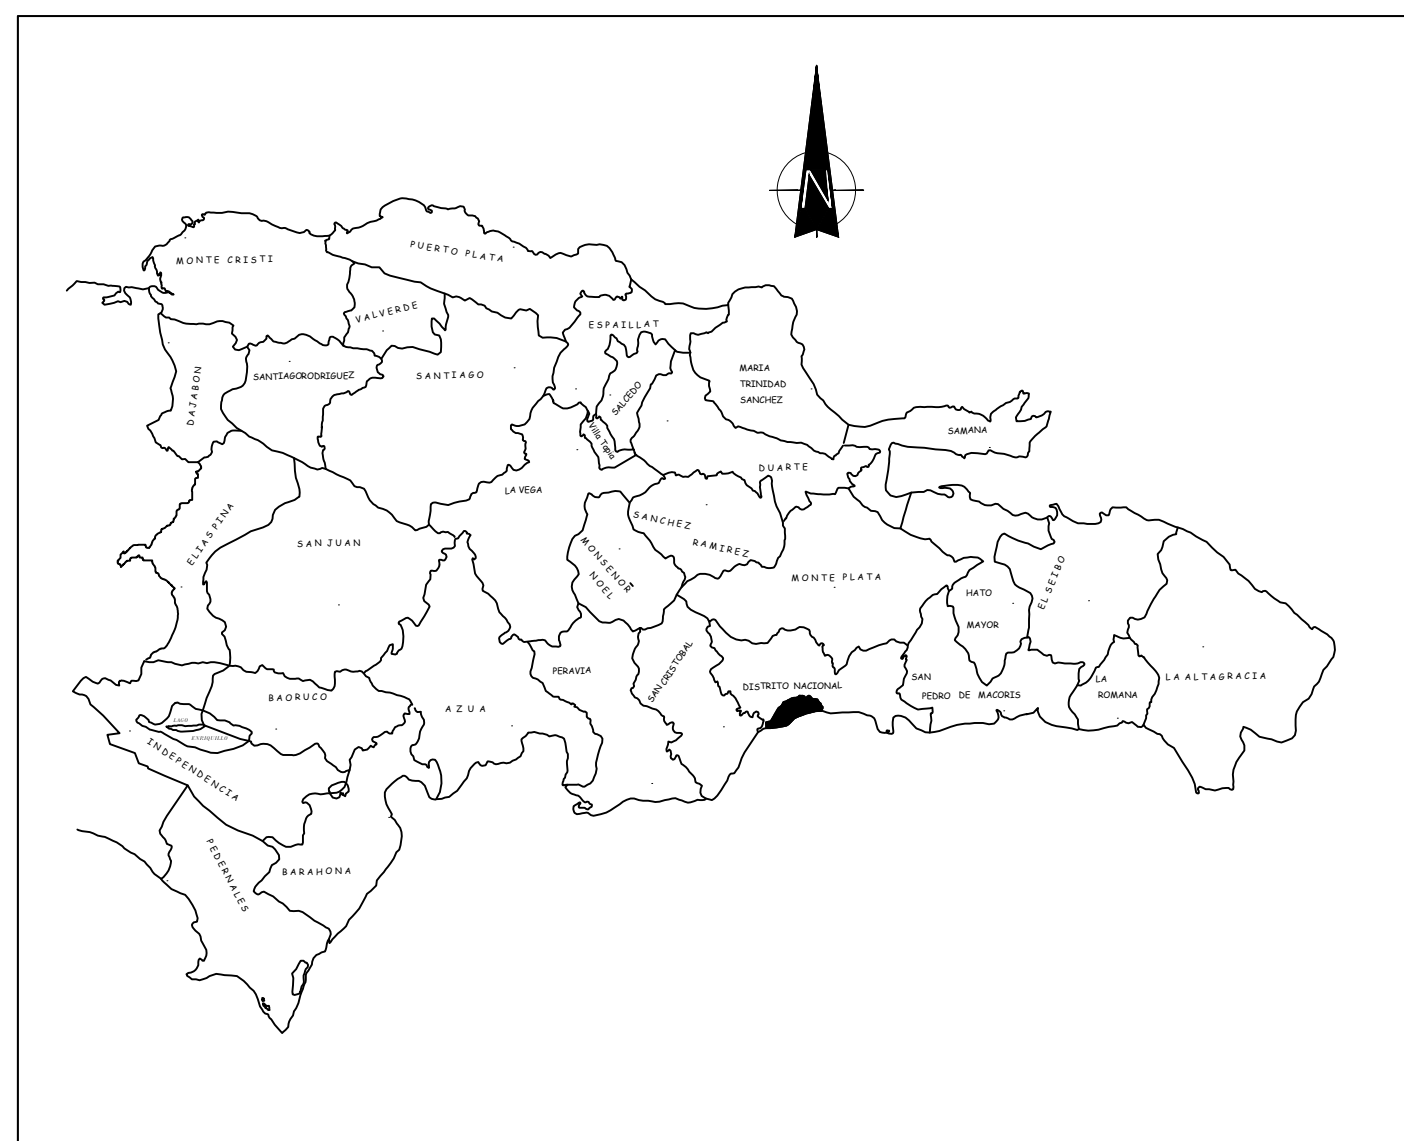 N
PUERTO PLATA
MONTE CRISTI
VALVERDE
ESPAILLAT
SANTIAGORODRIGUEZ
SANTIAGO
DAJABON
SALCEDO
MARIA
TRINIDAD
SANCHEZ
Villa Tapia
SAMANA
DUARTE
LA VEGA
SANCHEZ
RAMIREZ
ELIAS PINA
SAN JUAN
MONSENOR
NOEL
MONTE PLATA
HATO
MAYOR
EL SEIBO
PERAVIA
SAN CRISTOBAL
DISTRITO NACIONAL
SAN
PEDRO DE MACORIS
LA
ROMANA
LA ALTAGRACIA
BAORUCO
AZUA
LAGO
ENRIQUILLO
INDEPENDENCIA
PEDERNALES
BARAHONA